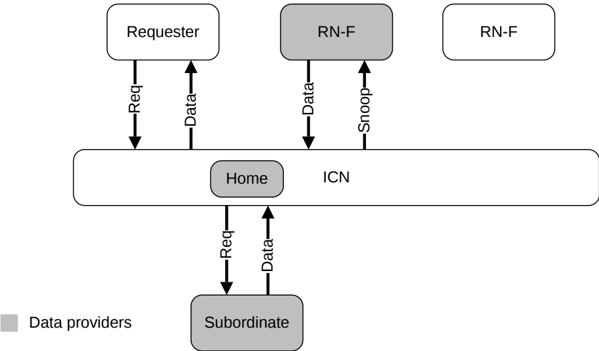 Requester
RN-F
RN-F
Req
Data
Data
Snoop
Home
ICN
Req
Data
Data providers
Subordinate